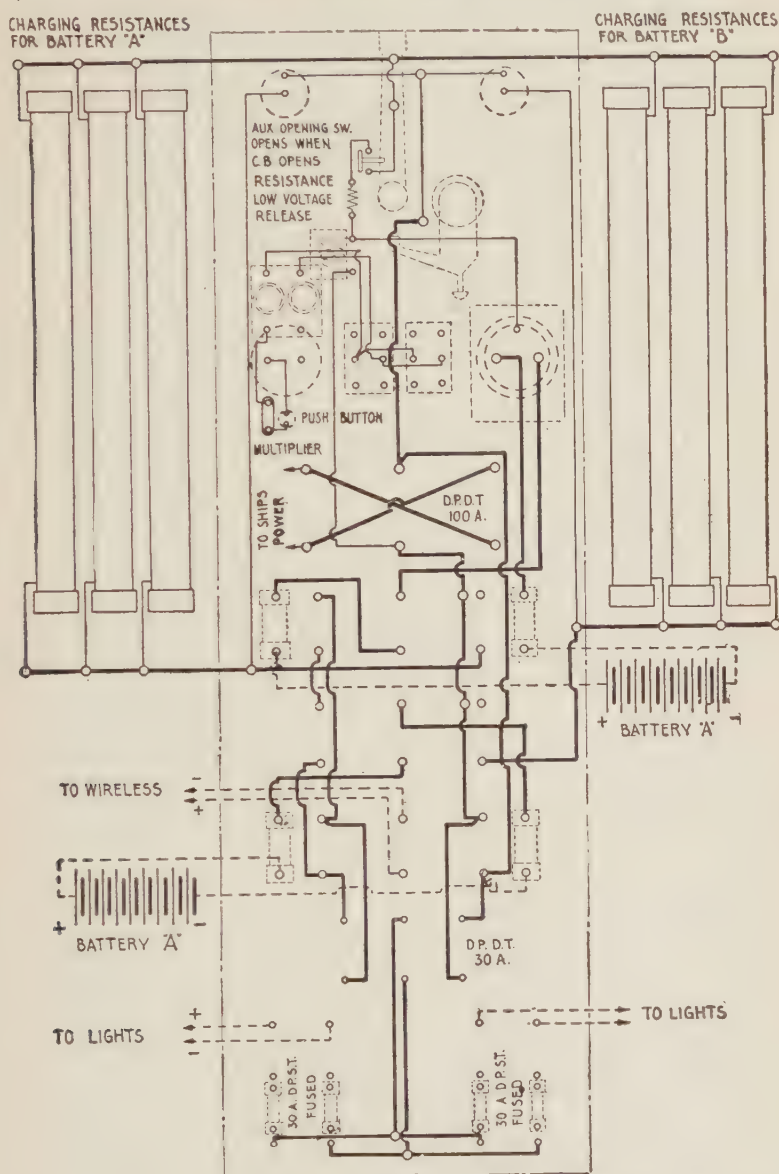 CHARGING RESISTANCES
FOR BATTERY "A"
CHARGING RESISTANCES
FOR BATTERY "B"
AUX OPENING SW.
OPENS WHEN
C.B OPENS
RESISTANCE
LOW VOLTAGE
RELEASE
PUSH BUTTON
MULTIPLIER
TO SHIPS
POWER
D.P.D.T
100 A.
+ -
BATTERY "A"
TO WIRELESS
-
+
+ -
BATTERY "A"
D.P.D.T.
30 A.
+
TO LIGHTS
-
TO LIGHTS
30 A. D.P.S.T.
FUSED
30 A D.P.S.T.
FUSED